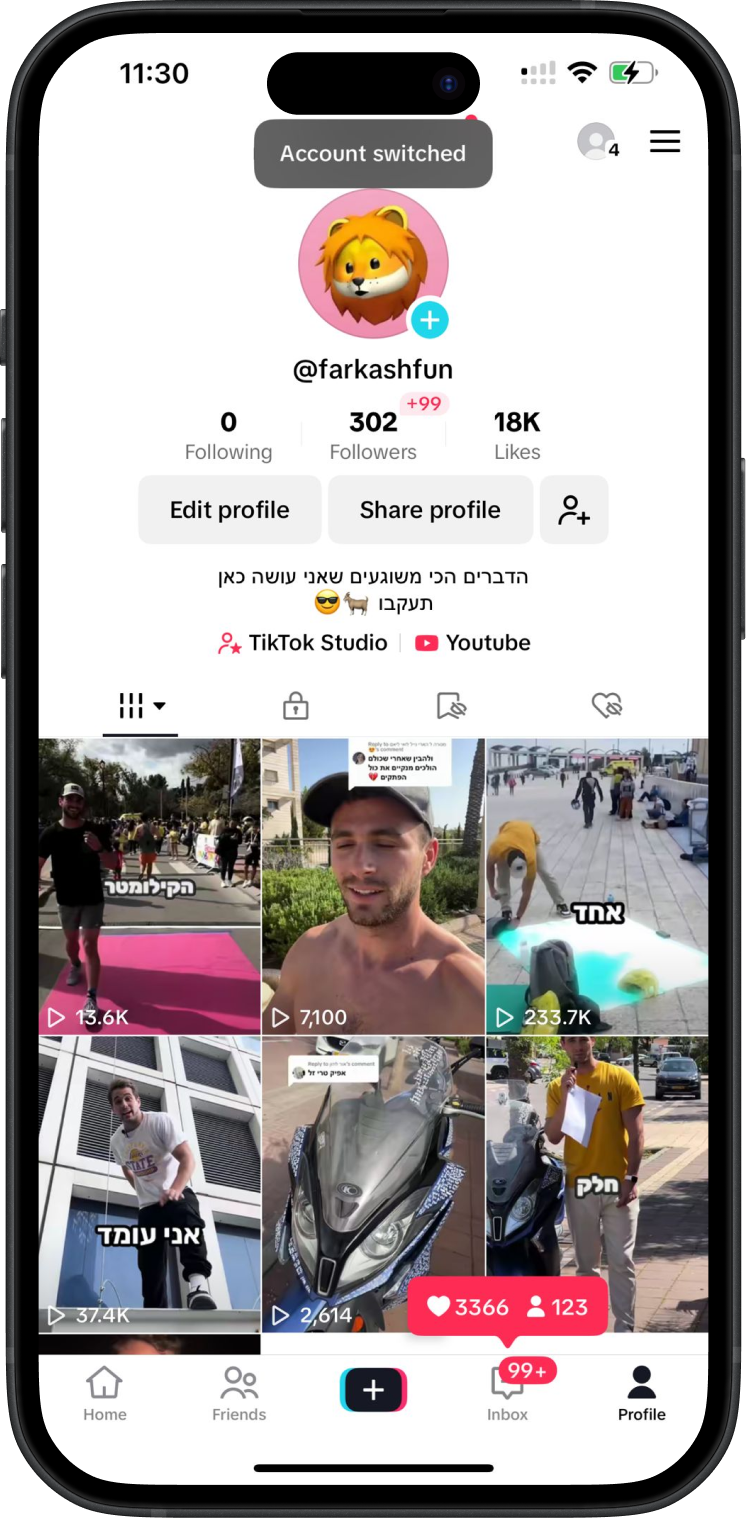 11:30
Account switched
4
@farkashfun
+99
0
302
18K
Following
Followers
Likes
Edit profile
Share profile
הדברים הכי משוגעים שאני עושה כאן
תעקבו 🐐😎
TikTok Studio
Youtube
הקילומטר
13.6K
ולהבין שאחרי שכולם
הולכים מנקיים את כול
הפתקים 💔
7,100
אחד
233.7K
אני עומד
37.4K
אפיק טרי זל
2,614
חלק
3366
123
99+
Home
Friends
Inbox
Profile